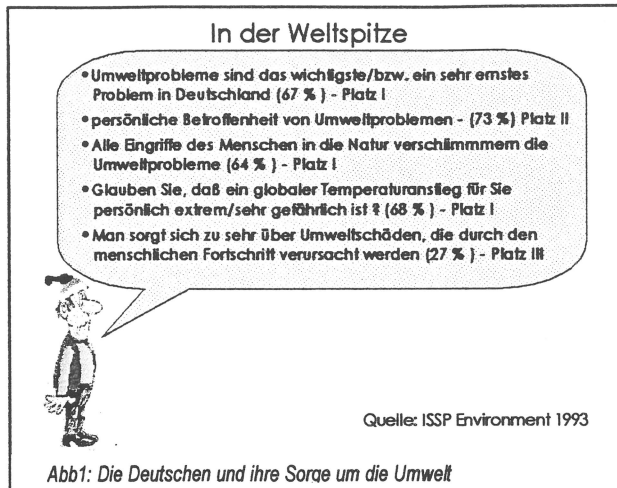 In der Weltspitze
• Umweltprobleme sind das wichtigste/bzw. ein sehr ernstes
Problem in Deutschland (67 % ) - Platz I
• persönliche Betroffenheit von Umweltproblemen - (73 %) Platz II
• Alle Eingriffe des Menschen in die Natur verschlimmmern die
Umweltprobleme (64 % ) - Platz I
• Glauben Sie, daß ein globaler Temperaturanstieg für Sie
persönlich extrem/sehr gefährlich ist ? (68 % ) - Platz I
• Man sorgt sich zu sehr über Umweltschäden, die durch den
menschlichen Fortschritt verursacht werden (27 % ) - Platz III
Quelle: ISSP Environment 1993
Abb1: Die Deutschen und ihre Sorge um die Umwelt